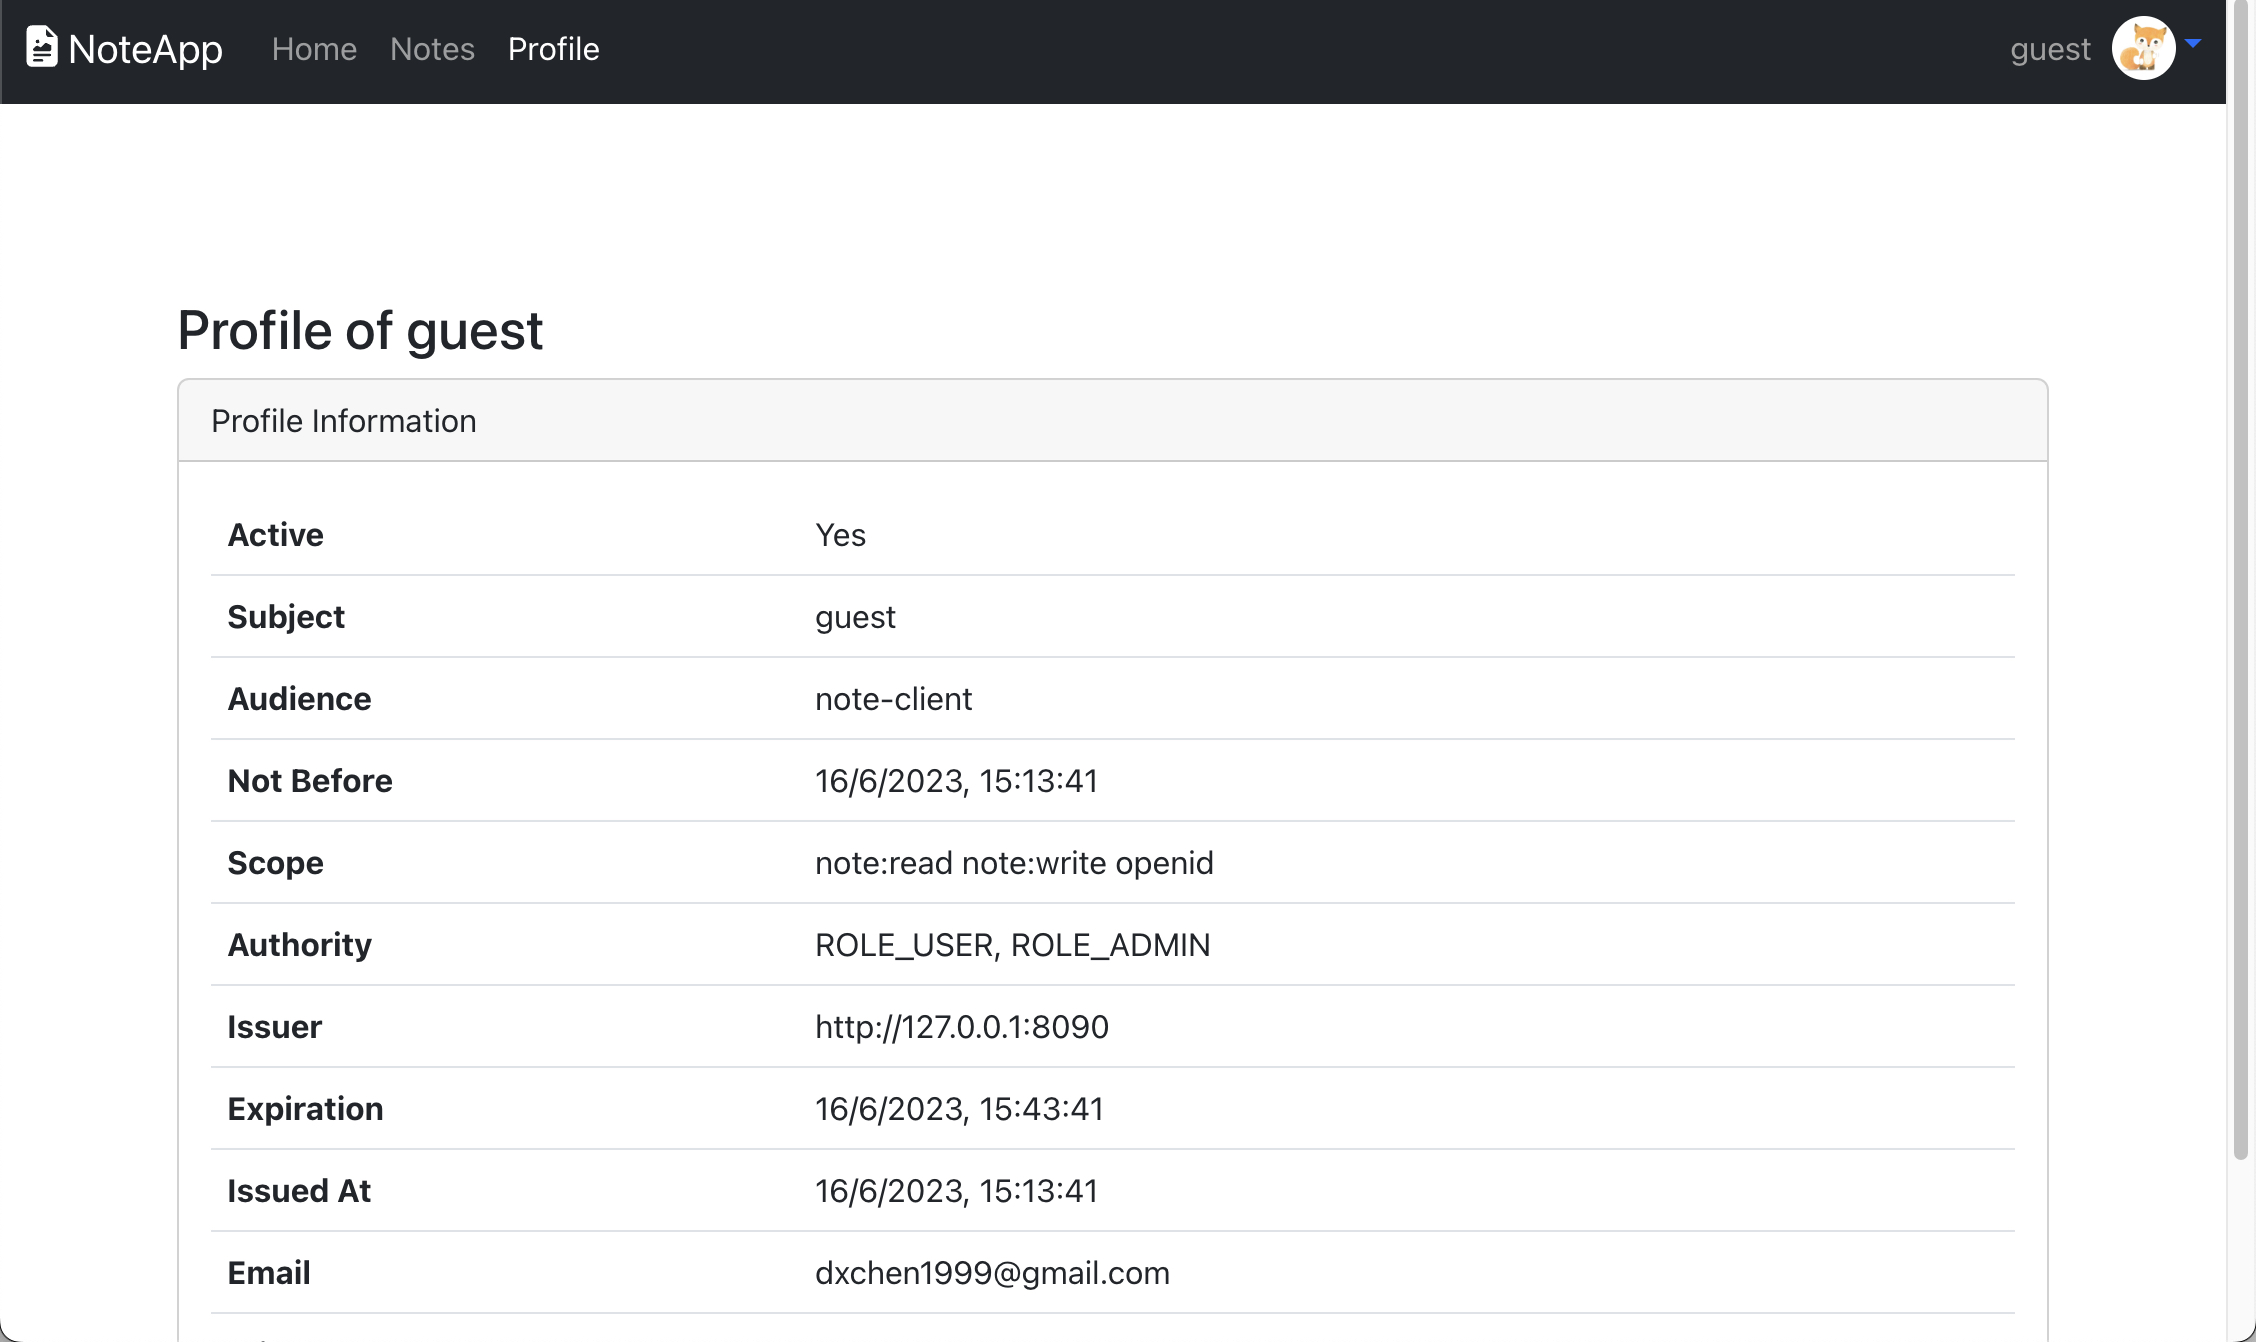 NoteApp Home Notes Profile guest
Profile of guest
Profile Information
Active Yes
Subject guest
Audience note-client
Not Before 16/6/2023, 15:13:41
Scope note:read note:write openid
Authority ROLE_USER, ROLE_ADMIN
Issuer http://127.0.0.1:8090
Expiration 16/6/2023, 15:43:41
Issued At 16/6/2023, 15:13:41
Email dxchen1999@gmail.com